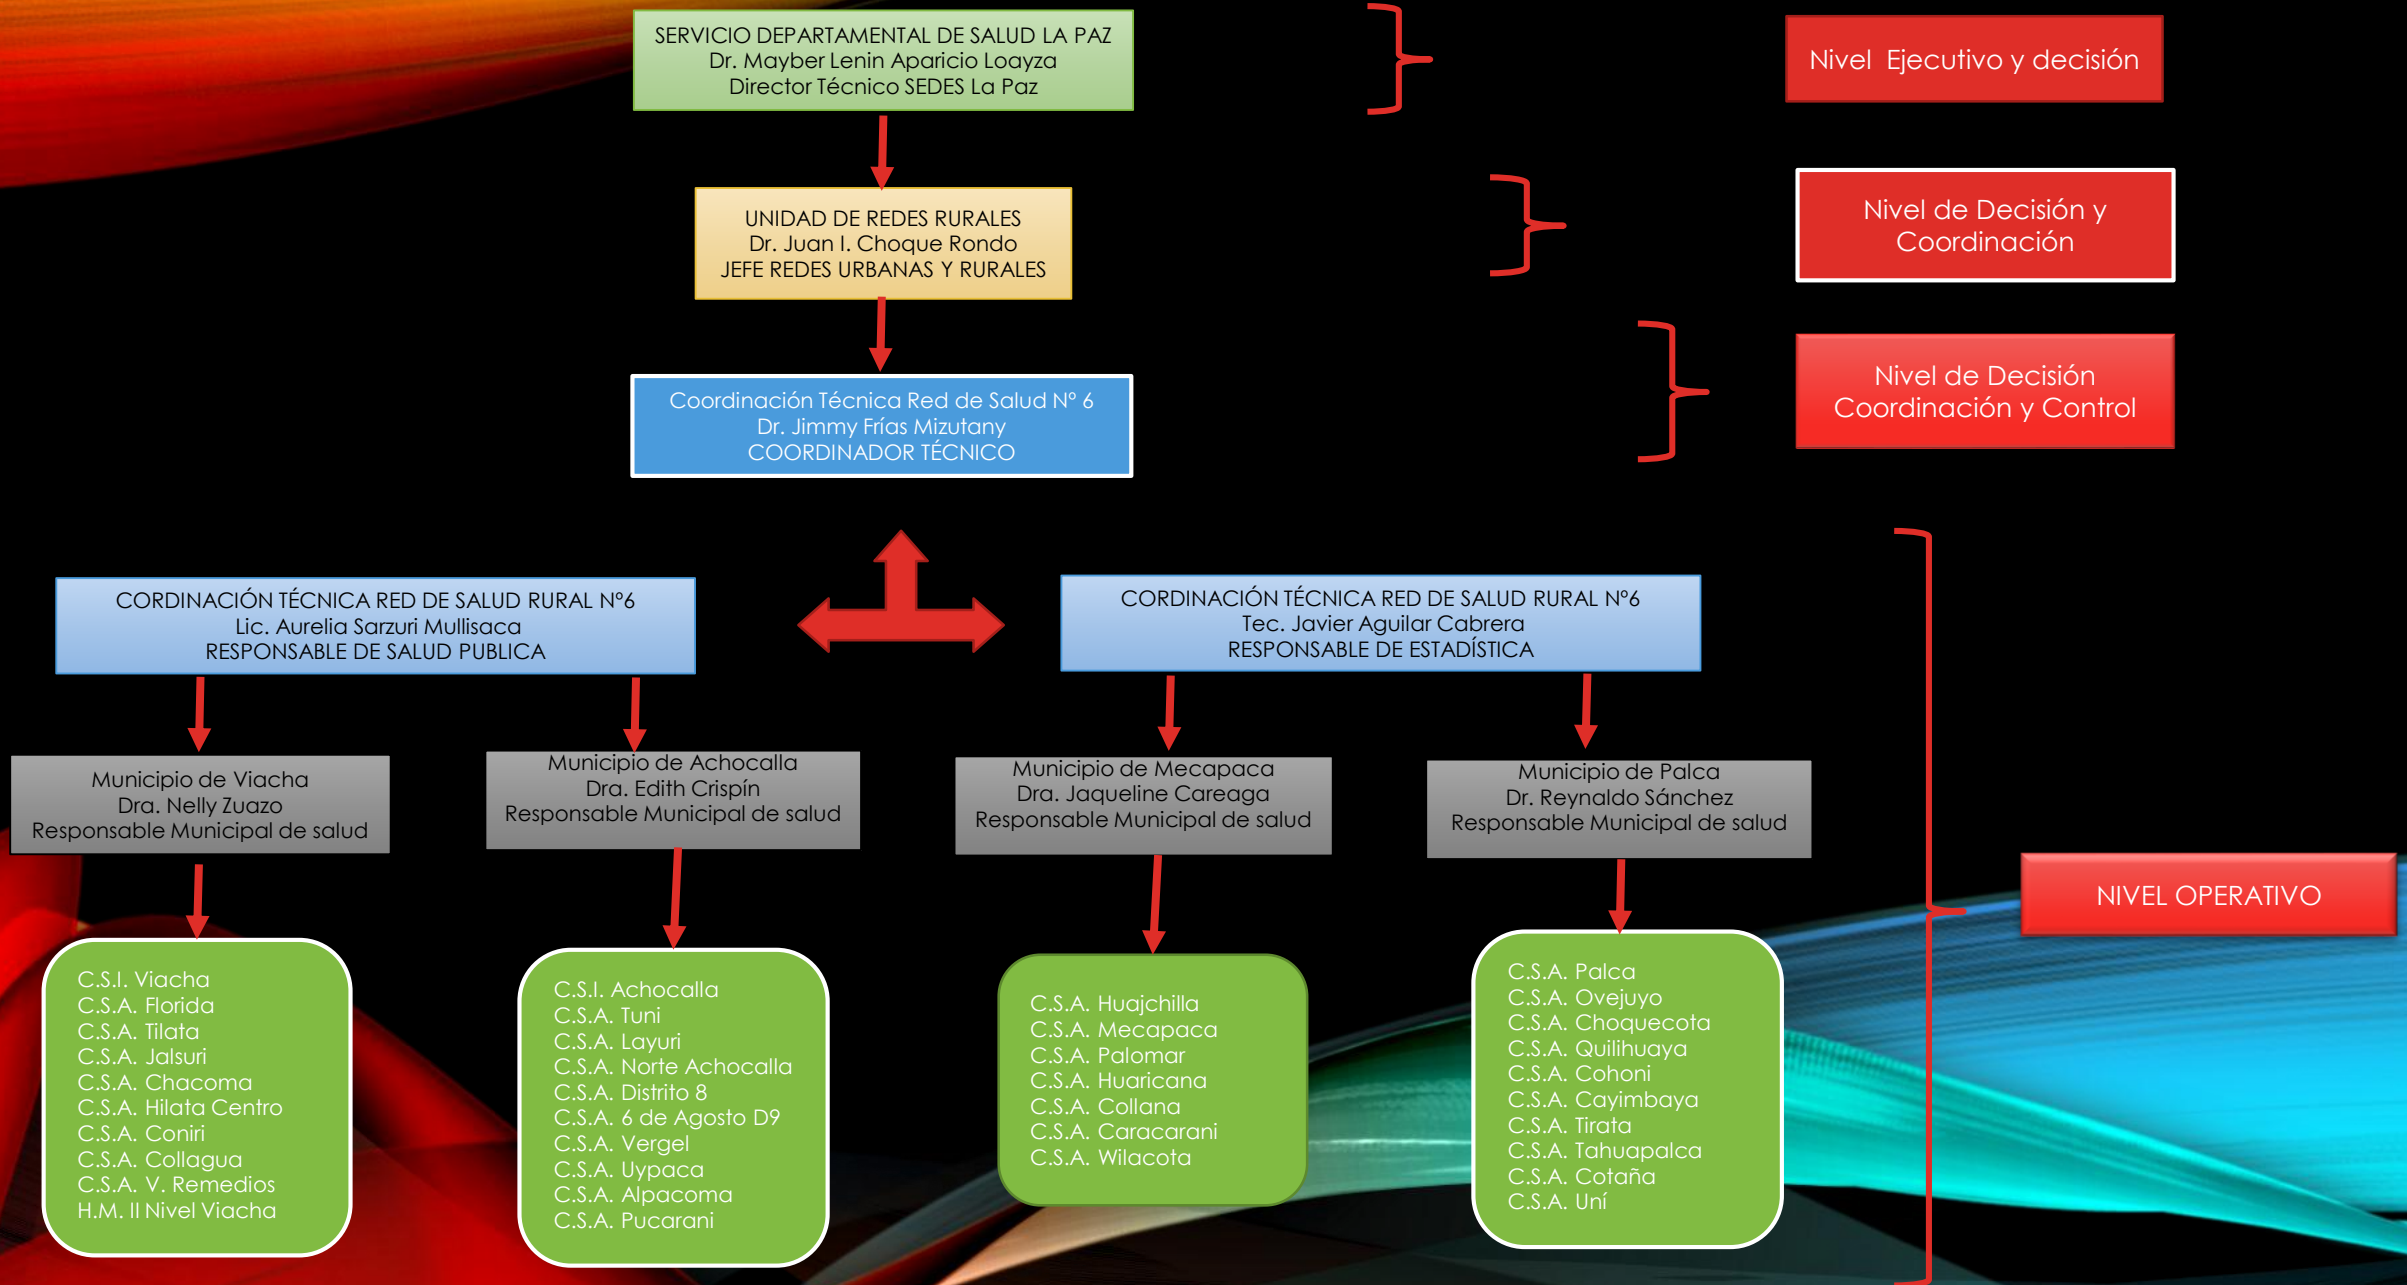 SERVICIO DEPARTAMENTAL DE SALUD LA PAZ
Dr. Mayber Lenin Aparicio Loayza
Director Técnico SEDES La Paz
Nivel Ejecutivo y decisión
UNIDAD DE REDES RURALES
Dr. Juan I. Choque Rondo
JEFE REDES URBANAS Y RURALES
Nivel de Decisión y
Coordinación
Coordinación Técnica Red de Salud Nº 6
Dr. Jimmy Frías Mizutany
COORDINADOR TÉCNICO
Nivel de Decisión
Coordinación y Control
CORDINACIÓN TÉCNICA RED DE SALUD RURAL Nº6
Lic. Aurelia Sarzuri Mullisaca
RESPONSABLE DE SALUD PUBLICA
CORDINACIÓN TÉCNICA RED DE SALUD RURAL Nº6
Tec. Javier Aguilar Cabrera
RESPONSABLE DE ESTADÍSTICA
Municipio de Viacha
Dra. Nelly Zuazo
Responsable Municipal de salud
Municipio de Achocalla
Dra. Edith Crispín
Responsable Municipal de salud
Municipio de Mecapaca
Dra. Jaqueline Careaga
Responsable Municipal de salud
Municipio de Palca
Dr. Reynaldo Sánchez
Responsable Municipal de salud
NIVEL OPERATIVO
C.S.I. Viacha
C.S.A. Florida
C.S.A. Tilata
C.S.A. Jalsuri
C.S.A. Chacoma
C.S.A. Hilata Centro
C.S.A. Coniri
C.S.A. Collagua
C.S.A. V. Remedios
H.M. II Nivel Viacha
C.S.I. Achocalla
C.S.A. Tuni
C.S.A. Layuri
C.S.A. Norte Achocalla
C.S.A. Distrito 8
C.S.A. 6 de Agosto D9
C.S.A. Vergel
C.S.A. Uypaca
C.S.A. Alpacoma
C.S.A. Pucarani
C.S.A. Huajchilla
C.S.A. Mecapaca
C.S.A. Palomar
C.S.A. Huaricana
C.S.A. Collana
C.S.A. Caracarani
C.S.A. Wilacota
C.S.A. Palca
C.S.A. Ovejuyo
C.S.A. Choquecota
C.S.A. Quilihuaya
C.S.A. Cohoni
C.S.A. Cayimbaya
C.S.A. Tirata
C.S.A. Tahuapalca
C.S.A. Cotaña
C.S.A. Uní